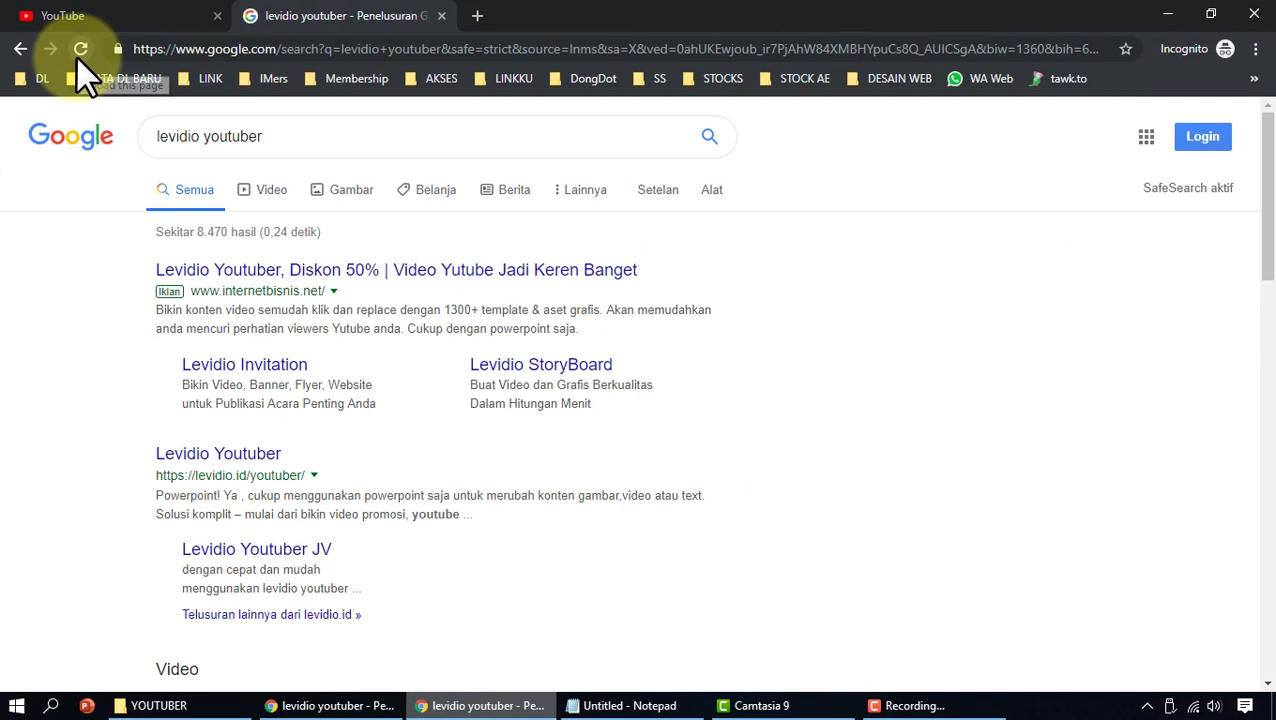 YouTube
levidio youtuber - Penelusuran G
https://www.google.com/search?q=levidio+youtuber&safe=strict&source=lnms&sa=X&ved=0ahUKEwjoub_ir7PjAhW84XMBHYpuCs8Q_AUICSgA&biw=1360&bih=6...
Incognito
DL
TA DL BARU
LINK
IMers
Membership
AKSES
LINKKU
DongDot
SS
STOCKS
STOCK AE
DESAIN WEB
WA Web
tawk.to
»
this page
Google
levidio youtuber
Login
Semua
Video
Gambar
Belanja
Berita
Lainnya
Setelan
Alat
SafeSearch aktif
Sekitar 8.470 hasil (0,24 detik)
Levidio Youtuber, Diskon 50% | Video Yutube Jadi Keren Banget
Iklan www.internetbisnis.net/
Bikin konten video semudah klik dan replace dengan 1300+ template & aset grafis. Akan memudahkan
anda mencuri perhatian viewers Yutube anda. Cukup dengan powerpoint saja.
Levidio Invitation
Bikin Video, Banner, Flyer, Website
untuk Publikasi Acara Penting Anda
Levidio StoryBoard
Buat Video dan Grafis Berkualitas
Dalam Hitungan Menit
Levidio Youtuber
https://levidio.id/youtuber/
Powerpoint! Ya , cukup menggunakan powerpoint saja untuk merubah konten gambar,video atau text.
Solusi komplit – mulai dari bikin video promosi, youtube ...
Levidio Youtuber JV
dengan cepat dan mudah
menggunakan levidio youtuber ...
Telusuran lainnya dari levidio.id »
Video
YOUTUBER
levidio youtuber - Pe...
levidio youtuber - Pe...
Untitled - Notepad
Camtasia 9
Recording...